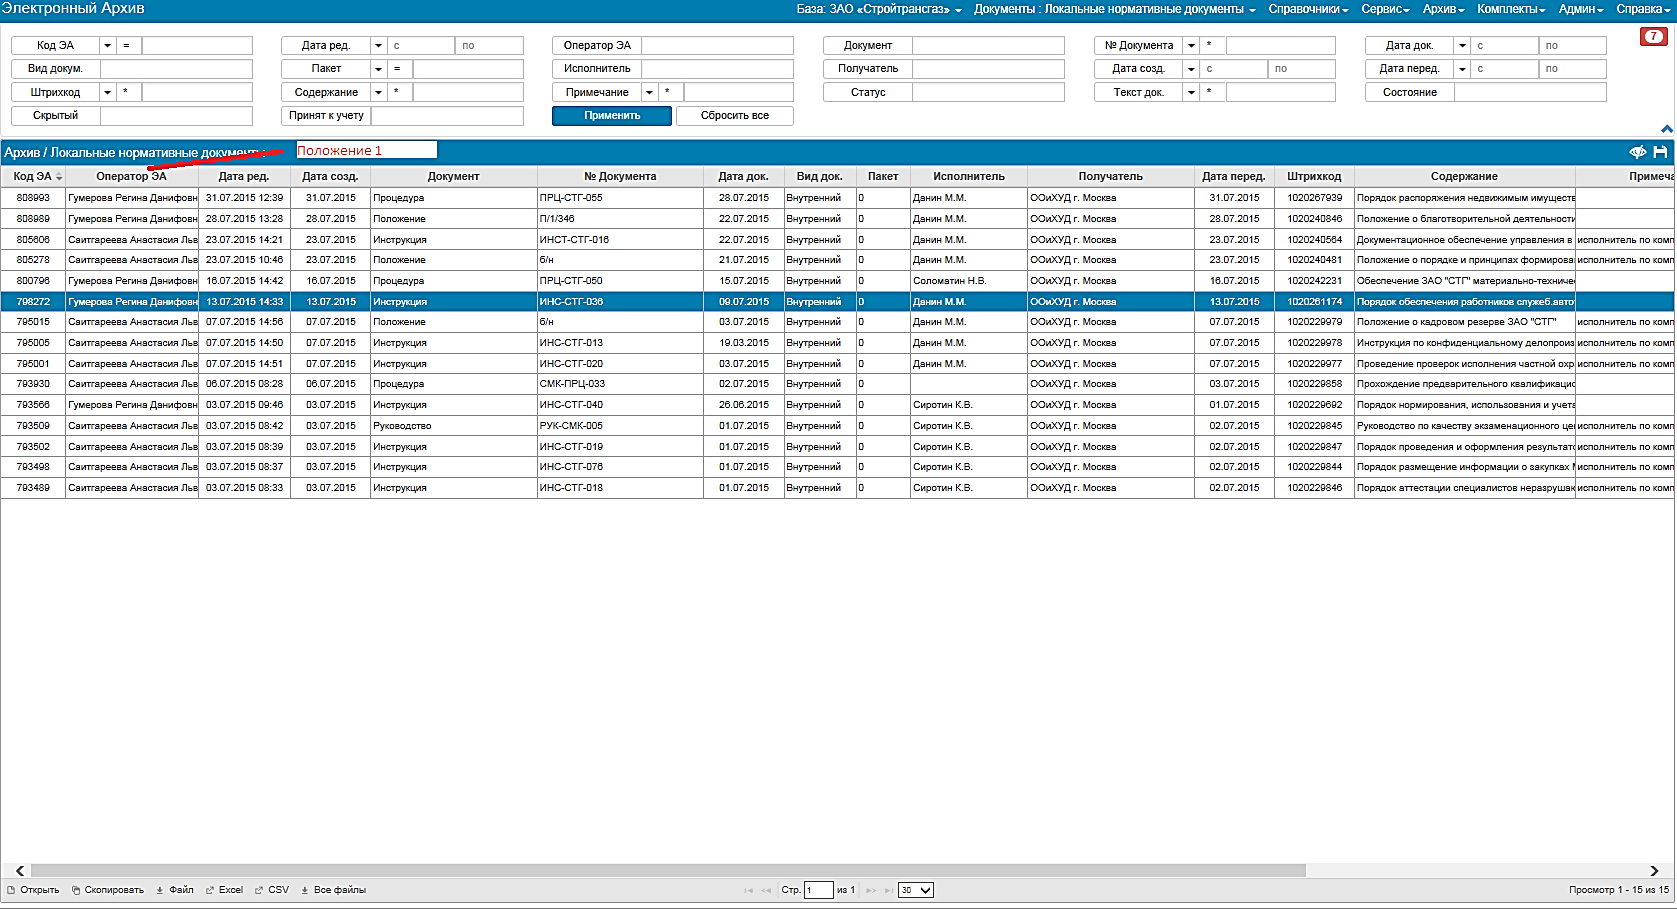 Электронный Архив База: ЗАО «Стройтрансгаз» Документы : Локальные нормативные документы Справочники Сервис Архив Комплекты Админ Справка
Код ЭА = Дата ред. с по Оператор ЭА Документ № Документа * Дата док. с по 7
Вид докум. Пакет = Исполнитель Получатель Дата созд. с по Дата перед. с по
Штрихкод * Содержание * Примечание * Статус Текст док. * Состояние
Скрытый Принят к учету Применить Сбросить все
Архив / Локальные нормативные документы Положение 1
Код ЭА Оператор ЭА Дата ред. Дата созд. Документ № Документа Дата док. Вид док. Пакет Исполнитель Получатель Дата перед. Штрихкод Содержание Примеча
808993 Гумерова Регина Данифовн 31.07.2015 12:39 31.07.2015 Процедура ПРЦ-СТГ-055 28.07.2015 Внутренний 0 Данин М.М. ООиХУД г. Москва 31.07.2015 1020267939 Порядок распоряжения недвижимым имуществ
808989 Гумерова Регина Данифовн 28.07.2015 13:28 28.07.2015 Положение П/1/346 22.07.2015 Внутренний 0 Данин М.М. ООиХУД г. Москва 28.07.2015 1020240846 Положение о благотворительной деятельности
805606 Саитгареева Анастасия Льв 23.07.2015 14:21 23.07.2015 Инструкция ИНСТ-СТГ-016 22.07.2015 Внутренний 0 Данин М.М. ООиХУД г. Москва 23.07.2015 1020240564 Документационное обеспечение управления в исполнитель по комп
805278 Саитгареева Анастасия Льв 23.07.2015 10:46 23.07.2015 Положение б/н 21.07.2015 Внутренний 0 Данин М.М. ООиХУД г. Москва 23.07.2015 1020240481 Положение о порядке и принципах формирова исполнитель по комп
800796 Саитгареева Анастасия Льв 16.07.2015 14:42 16.07.2015 Процедура ПРЦ-СТГ-050 15.07.2015 Внутренний 0 Соломатин Н.В. ООиХУД г. Москва 16.07.2015 1020242231 Обеспечение ЗАО "СТГ" материально-техниче
798272 Гумерова Регина Данифовн 13.07.2015 14:33 13.07.2015 Инструкция ИНС-СТГ-036 09.07.2015 Внутренний 0 Данин М.М. ООиХУД г. Москва 13.07.2015 1020261174 Порядок обеспечения работников служеб.авто
795015 Саитгареева Анастасия Льв 07.07.2015 14:56 07.07.2015 Положение б/н 03.07.2015 Внутренний 0 Данин М.М. ООиХУД г. Москва 07.07.2015 1020229979 Положение о кадровом резерве ЗАО "СТГ" исполнитель по комп
795005 Саитгареева Анастасия Льв 07.07.2015 14:50 07.07.2015 Инструкция ИНС-СТГ-013 19.03.2015 Внутренний 0 Данин М.М. ООиХУД г. Москва 07.07.2015 1020229978 Инструкция по конфиденциальному делопроиз исполнитель по комп
795001 Саитгареева Анастасия Льв 07.07.2015 14:51 07.07.2015 Инструкция ИНС-СТГ-020 03.07.2015 Внутренний 0 Данин М.М. ООиХУД г. Москва 07.07.2015 1020229977 Проведение проверок исполнения частной охр исполнитель по комп
793930 Саитгареева Анастасия Льв 06.07.2015 08:28 06.07.2015 Процедура СМК-ПРЦ-033 02.07.2015 Внутренний 0 ООиХУД г. Москва 03.07.2015 1020229858 Прохождение предварительного квалификацио
793566 Гумерова Регина Данифовн 03.07.2015 09:46 03.07.2015 Инструкция ИНС-СТГ-040 26.06.2015 Внутренний 0 Сиротин К.В. ООиХУД г. Москва 01.07.2015 1020229692 Порядок нормирования, использования и учета
793509 Саитгареева Анастасия Льв 03.07.2015 08:42 03.07.2015 Руководство РУК-СМК-005 01.07.2015 Внутренний 0 Сиротин К.В. ООиХУД г. Москва 02.07.2015 1020229845 Руководство по качеству экзаменационного це исполнитель по комп
793502 Саитгареева Анастасия Льв 03.07.2015 08:39 03.07.2015 Инструкция ИНС-СТГ-019 01.07.2015 Внутренний 0 Сиротин К.В. ООиХУД г. Москва 02.07.2015 1020229847 Порядок проведения и оформления результато исполнитель по комп
793498 Саитгареева Анастасия Льв 03.07.2015 08:37 03.07.2015 Инструкция ИНС-СТГ-076 01.07.2015 Внутренний 0 Сиротин К.В. ООиХУД г. Москва 02.07.2015 1020229844 Порядок размещение информации о закупках исполнитель по комп
793489 Саитгареева Анастасия Льв 03.07.2015 08:33 03.07.2015 Инструкция ИНС-СТГ-018 01.07.2015 Внутренний 0 Сиротин К.В. ООиХУД г. Москва 02.07.2015 1020229846 Порядок аттестации специалистов неразрушаю исполнитель по комп
Открыть Скопировать Файл Excel CSV Все файлы Стр. 1 из 1 30 Просмотр 1 - 15 из 15